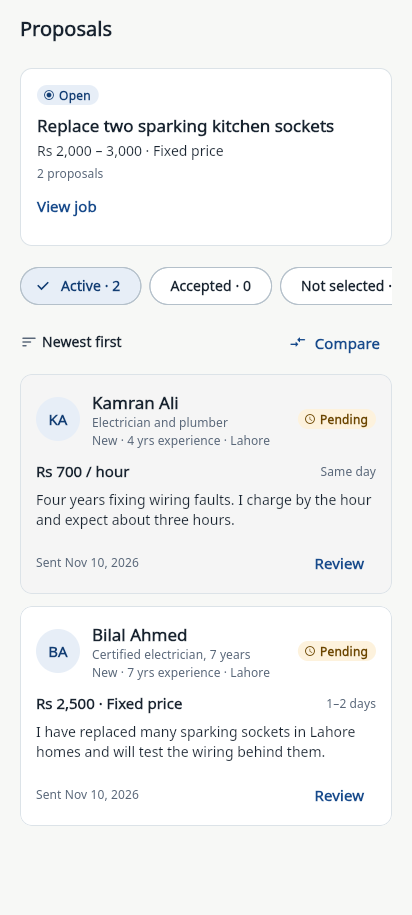 Proposals
Open
Replace two sparking kitchen sockets
Rs 2,000 – 3,000 · Fixed price
2 proposals
View job
Active · 2
Accepted · 0
Not selected ·
Newest first
Compare
KA
Kamran Ali
Electrician and plumber
New · 4 yrs experience · Lahore
Pending
Rs 700 / hour
Same day
Four years fixing wiring faults. I charge by the hour
and expect about three hours.
Sent Nov 10, 2026
Review
BA
Bilal Ahmed
Certified electrician, 7 years
New · 7 yrs experience · Lahore
Pending
Rs 2,500 · Fixed price
1–2 days
I have replaced many sparking sockets in Lahore
homes and will test the wiring behind them.
Sent Nov 10, 2026
Review